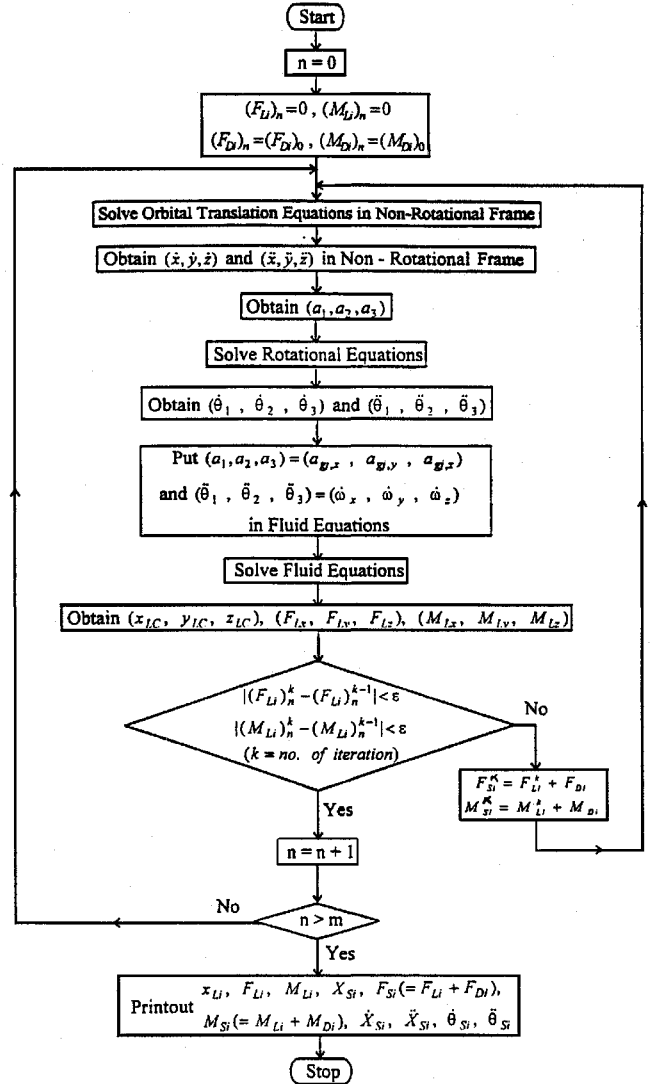 Start
n = 0
(F_Li)_n = 0 , (M_Li)_n = 0
(F_Di)_n = (F_Di)_0 , (M_Di)_n = (M_Di)_0
Solve Orbital Translation Equations in Non-Rotational Frame
Obtain (ẋ,ẏ,ż) and (ẍ,ÿ,z̈) in Non - Rotational Frame
Obtain (a_1,a_2,a_3)
Solve Rotational Equations
Obtain (θ̇_1 , θ̇_2 , θ̇_3) and (θ̈_1 , θ̈_2 , θ̈_3)
Put (a_1,a_2,a_3) = (a_gj,x , a_gj,y , a_gj,x)
and (θ̈_1 , θ̈_2 , θ̈_3) = (ω̇_x , ω̇_y , ω̇_z)
in Fluid Equations
Solve Fluid Equations
Obtain (x_LC, y_LC, z_LC), (F_Lx, F_Ly, F_Lz), (M_Lx, M_Ly, M_Lz)
|(F_Li)_n^k - (F_Li)_n^k-1| < ε
|(M_Li)_n^k - (M_Li)_n^k-1| < ε
(k = no. of iteration)
No
F_Si^k = F_Li^k + F_Di
M_Si^k = M_Li^k + M_Di
Yes
n = n + 1
No
n > m
Yes
Printout x_Li, F_Li, M_Li, X_Si, F_Si(= F_Li + F_Di),
M_Si(= M_Li + M_Di), Ẋ_Si, Ẍ_Si, θ̇_Si, θ̈_Si
Stop